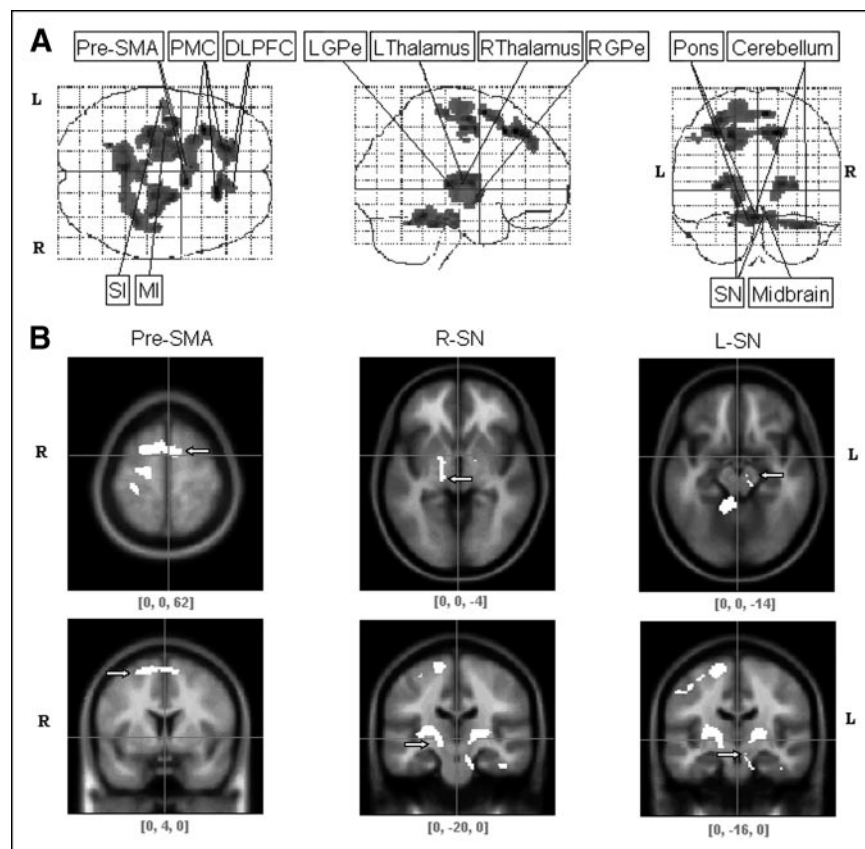 A
Pre-SMA PMC DLPFC LGPe LThalamus RThalamus RGPe Pons Cerebellum
L
L R
R
SI MI
SN Midbrain
B
Pre-SMA R-SN L-SN
R L
[0, 0, 62] [0, 0, -4] [0, 0, -14]
R L
[0, 4, 0] [0, -20, 0] [0, -16, 0]